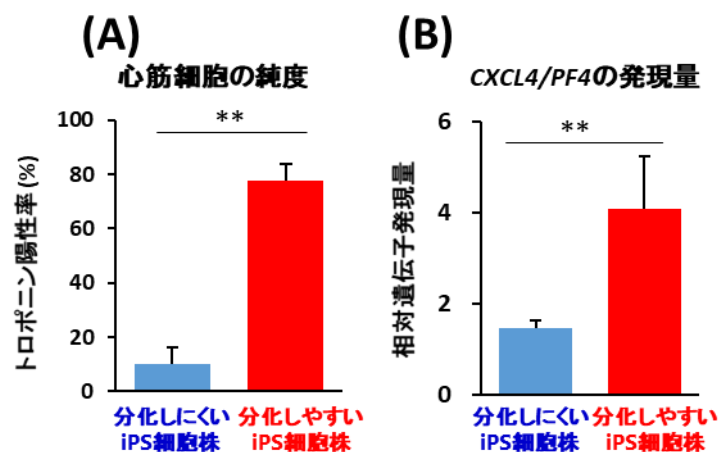 (A)
心筋細胞の純度
**
トロポニン陽性率(%)
100
80
60
40
20
0
分化しにくい
iPS細胞株
分化しやすい
iPS細胞株
(B)
CXCL4/PF4の発現量
**
相対遺伝子発現量
6
4
2
0
分化しにくい
iPS細胞株
分化しやすい
iPS細胞株